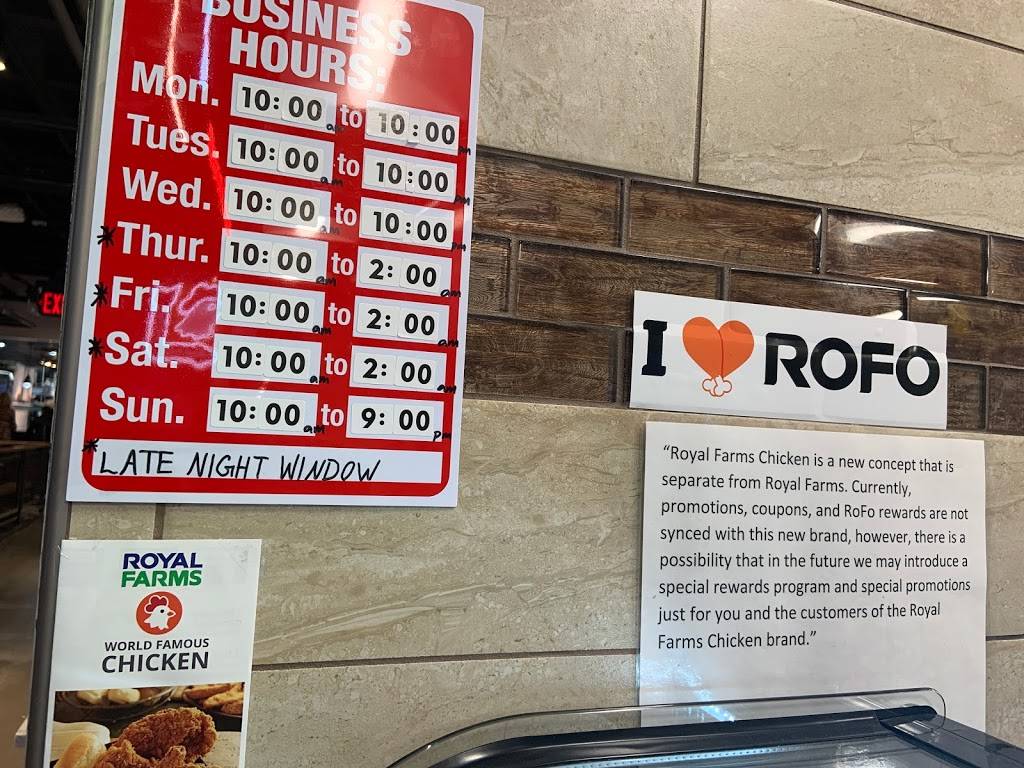 BUSINESS
HOURS:
Mon. 10:00 am to 10:00 pm
Tues. 10:00 am to 10:00 pm
Wed. 10:00 am to 10:00 pm
*Thur. 10:00 am to 2:00 am
*Fri. 10:00 am to 2:00 am
*Sat. 10:00 am to 2:00 am
Sun. 10:00 am to 9:00 pm
*LATE NIGHT WINDOW
EX
I ROFO
"Royal Farms Chicken is a new concept that is
separate from Royal Farms. Currently,
promotions, coupons, and RoFo rewards are not
synced with this new brand, however, there is a
possibility that in the future we may introduce a
special rewards program and special promotions
just for you and the customers of the Royal
Farms Chicken brand."
ROYAL
FARMS
WORLD FAMOUS
CHICKEN